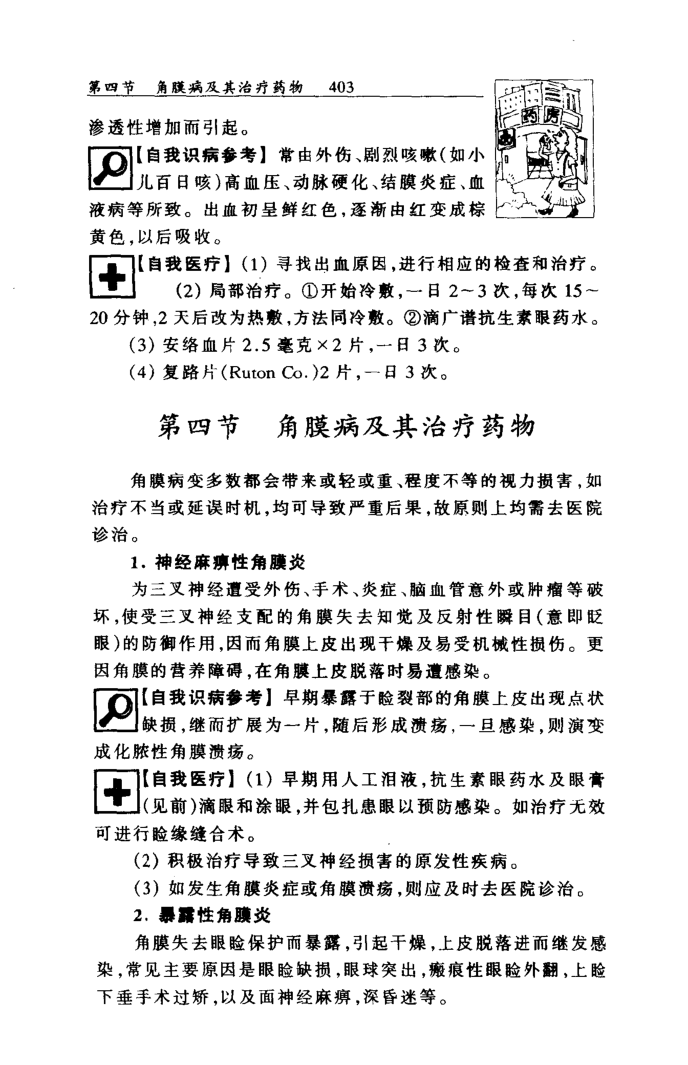 第四节　角膜病及其治疗药物　403
药房
渗透性增加而引起。
【自我识病参考】常由外伤、剧烈咳嗽(如小
儿百日咳)高血压、动脉硬化、结膜炎症、血
液病等所致。出血初呈鲜红色,逐渐由红变成棕
黄色,以后吸收。
【自我医疗】(1) 寻找出血原因,进行相应的检查和治疗。
(2) 局部治疗。①开始冷敷,一日 2～3 次,每次 15～
20 分钟,2 天后改为热敷,方法同冷敷。②滴广谱抗生素眼药水。
(3) 安络血片 2.5 毫克×2 片,一日 3 次。
(4) 复路片(Ruton Co.)2 片,一日 3 次。
第四节　角膜病及其治疗药物
角膜病变多数都会带来或轻或重、程度不等的视力损害,如
治疗不当或延误时机,均可导致严重后果,故原则上均需去医院
诊治。
1. 神经麻痹性角膜炎
为三叉神经遭受外伤、手术、炎症、脑血管意外或肿瘤等破
坏,使受三叉神经支配的角膜失去知觉及反射性瞬目(意即眨
眼)的防御作用,因而角膜上皮出现干燥及易受机械性损伤。更
因角膜的营养障碍,在角膜上皮脱落时易遭感染。
【自我识病参考】早期暴露于睑裂部的角膜上皮出现点状
缺损,继而扩展为一片,随后形成溃疡,一旦感染,则演变
成化脓性角膜溃疡。
【自我医疗】(1) 早期用人工泪液,抗生素眼药水及眼膏
(见前)滴眼和涂眼,并包扎患眼以预防感染。如治疗无效
可进行睑缘缝合术。
(2) 积极治疗导致三叉神经损害的原发性疾病。
(3) 如发生角膜炎症或角膜溃疡,则应及时去医院诊治。
2. 暴露性角膜炎
角膜失去眼睑保护而暴露,引起干燥,上皮脱落进而继发感
染,常见主要原因是眼睑缺损,眼球突出,瘢痕性眼睑外翻,上睑
下垂手术过矫,以及面神经麻痹,深昏迷等。